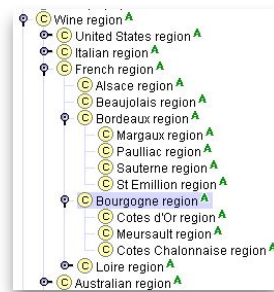 C Wine region A
C United States region A
C Italian region A
C French region A
C Alsace region A
C Beaujolais region A
C Bordeaux region A
C Margaux region A
C Paulliac region A
C Sauterne region A
C St Emillion region A
C Bourgogne region A
C Cotes d'Or region A
C Meursault region A
C Cotes Chalonnaise region A
C Loire region A
C Australian region A